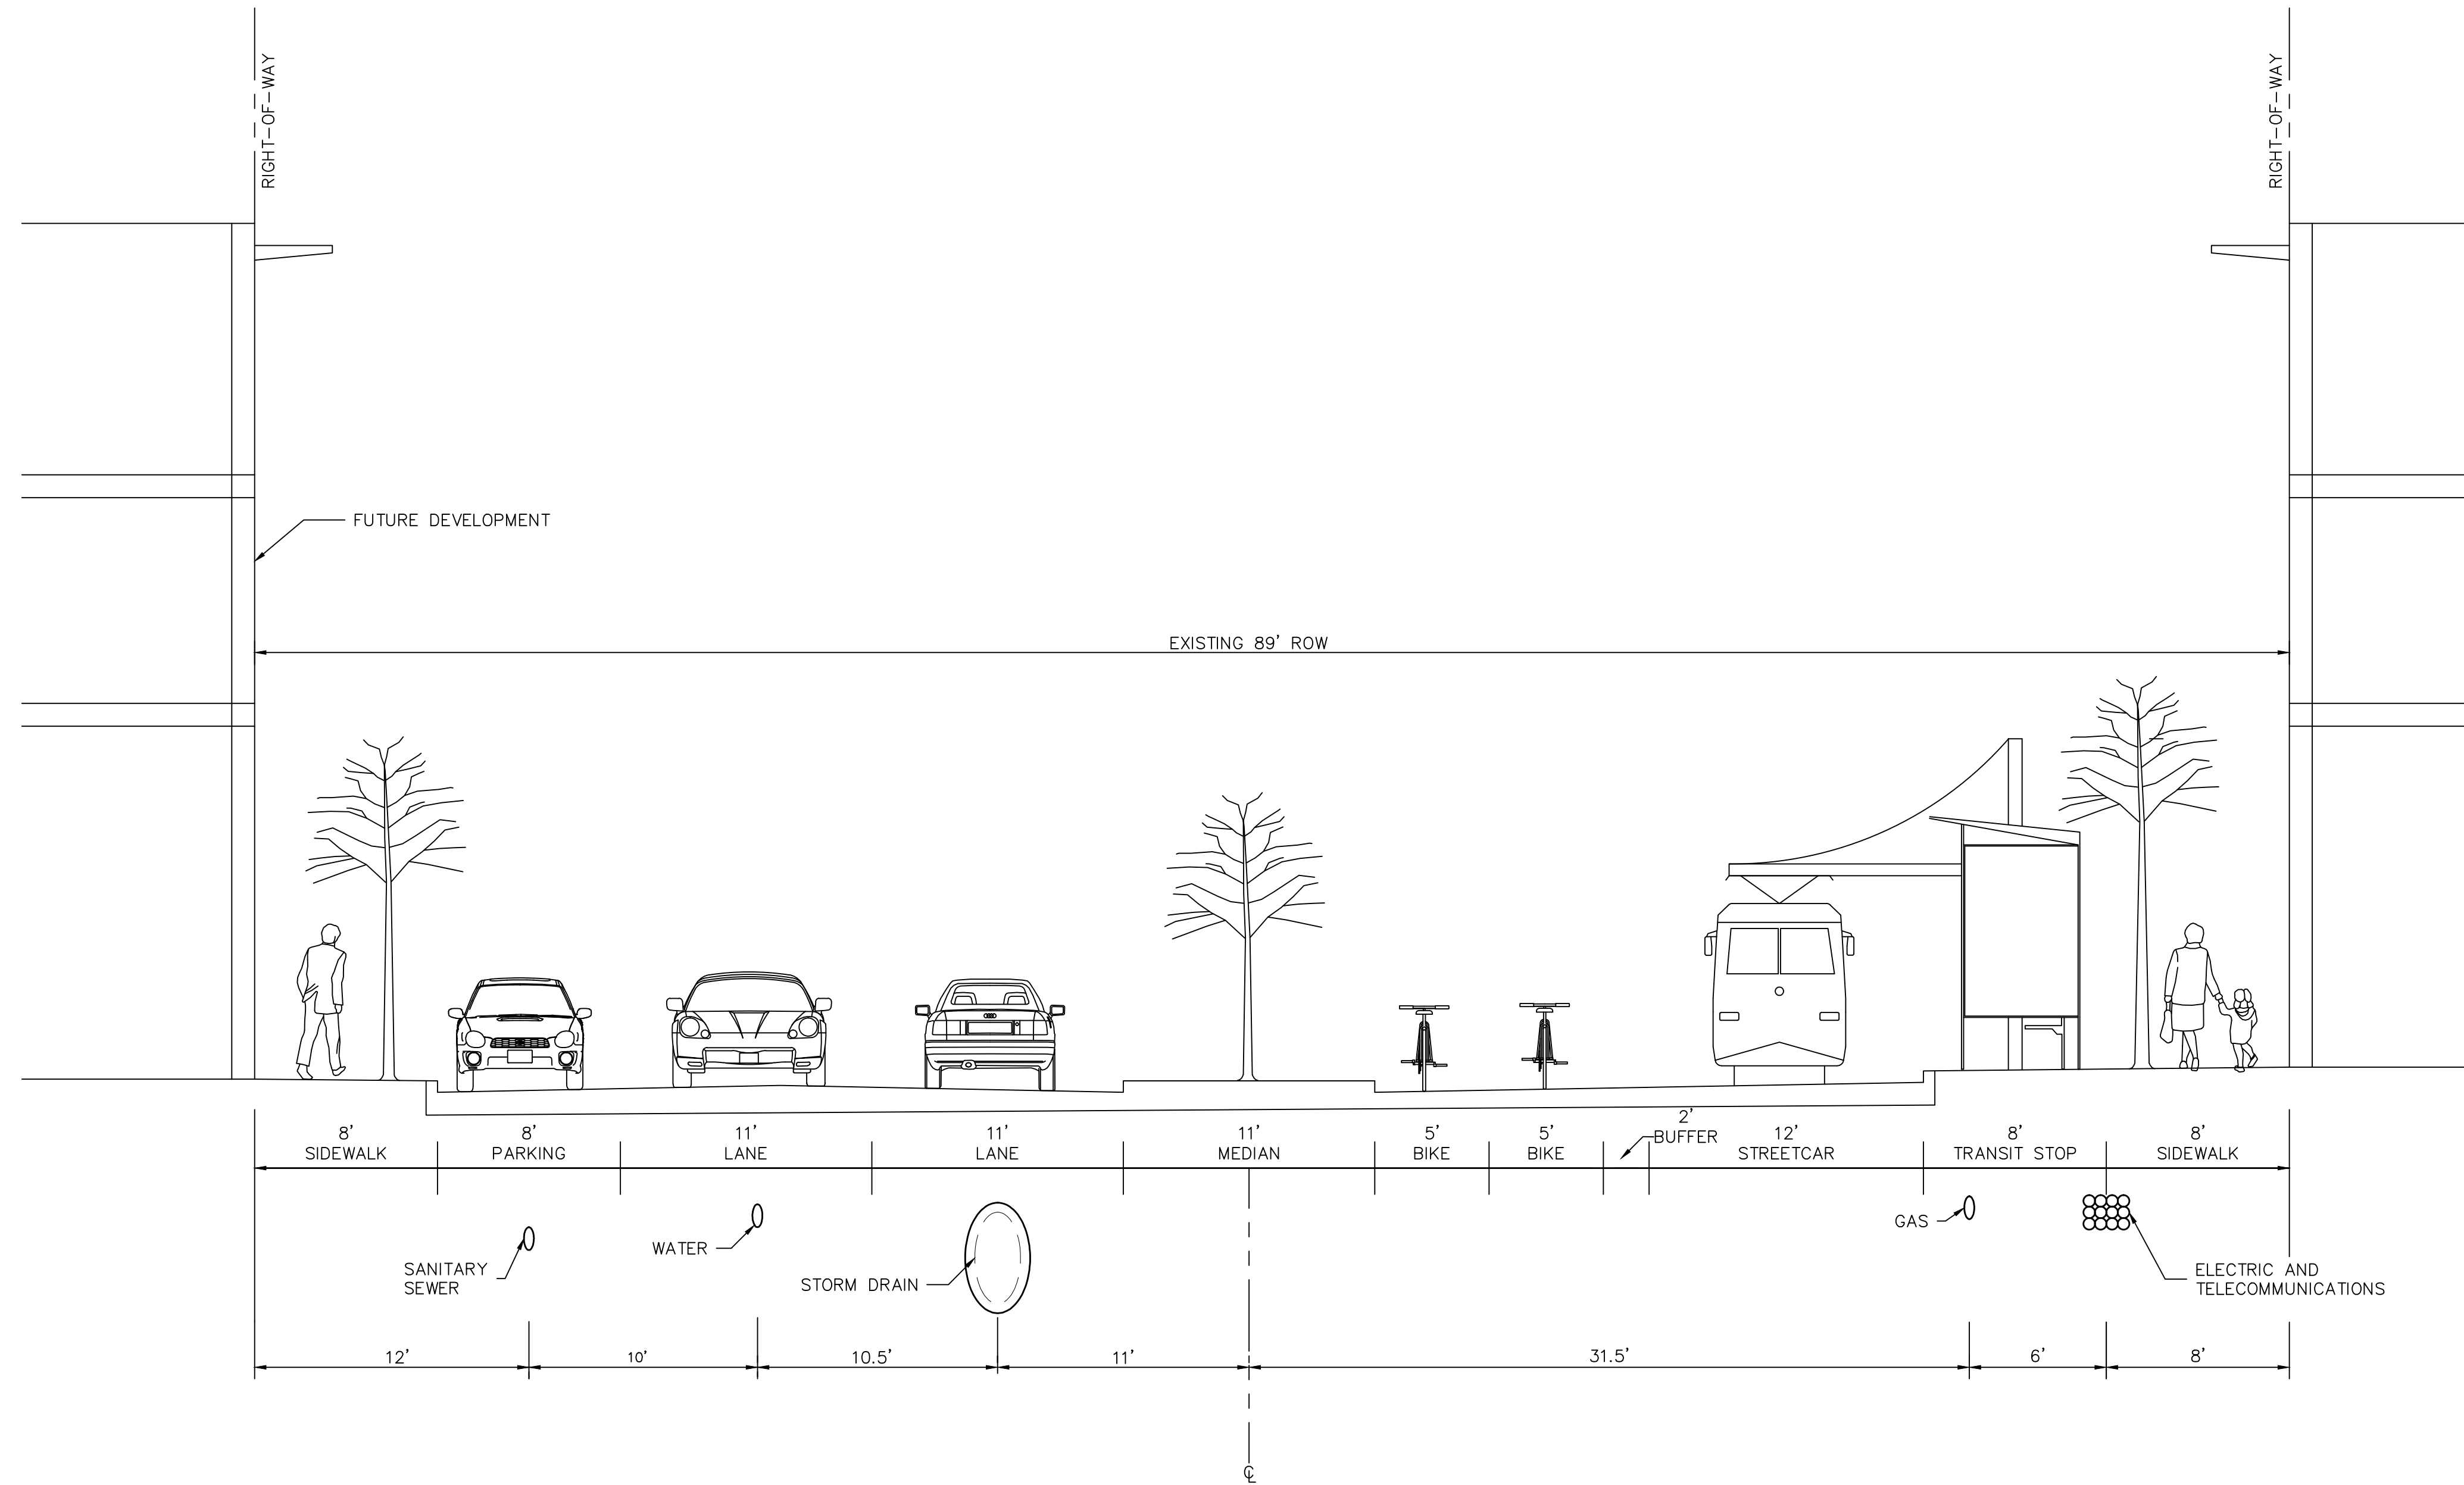 RIGHT-OF-WAY
RIGHT-OF-WAY
FUTURE DEVELOPMENT
EXISTING 89' ROW
8'
SIDEWALK
8'
PARKING
11'
LANE
11'
LANE
11'
MEDIAN
5'
BIKE
5'
BIKE
2'
BUFFER
12'
STREETCAR
8'
TRANSIT STOP
8'
SIDEWALK
SANITARY
SEWER
WATER
STORM DRAIN
GAS
ELECTRIC AND
TELECOMMUNICATIONS
12'
10'
10.5'
11'
31.5'
6'
8'
℄